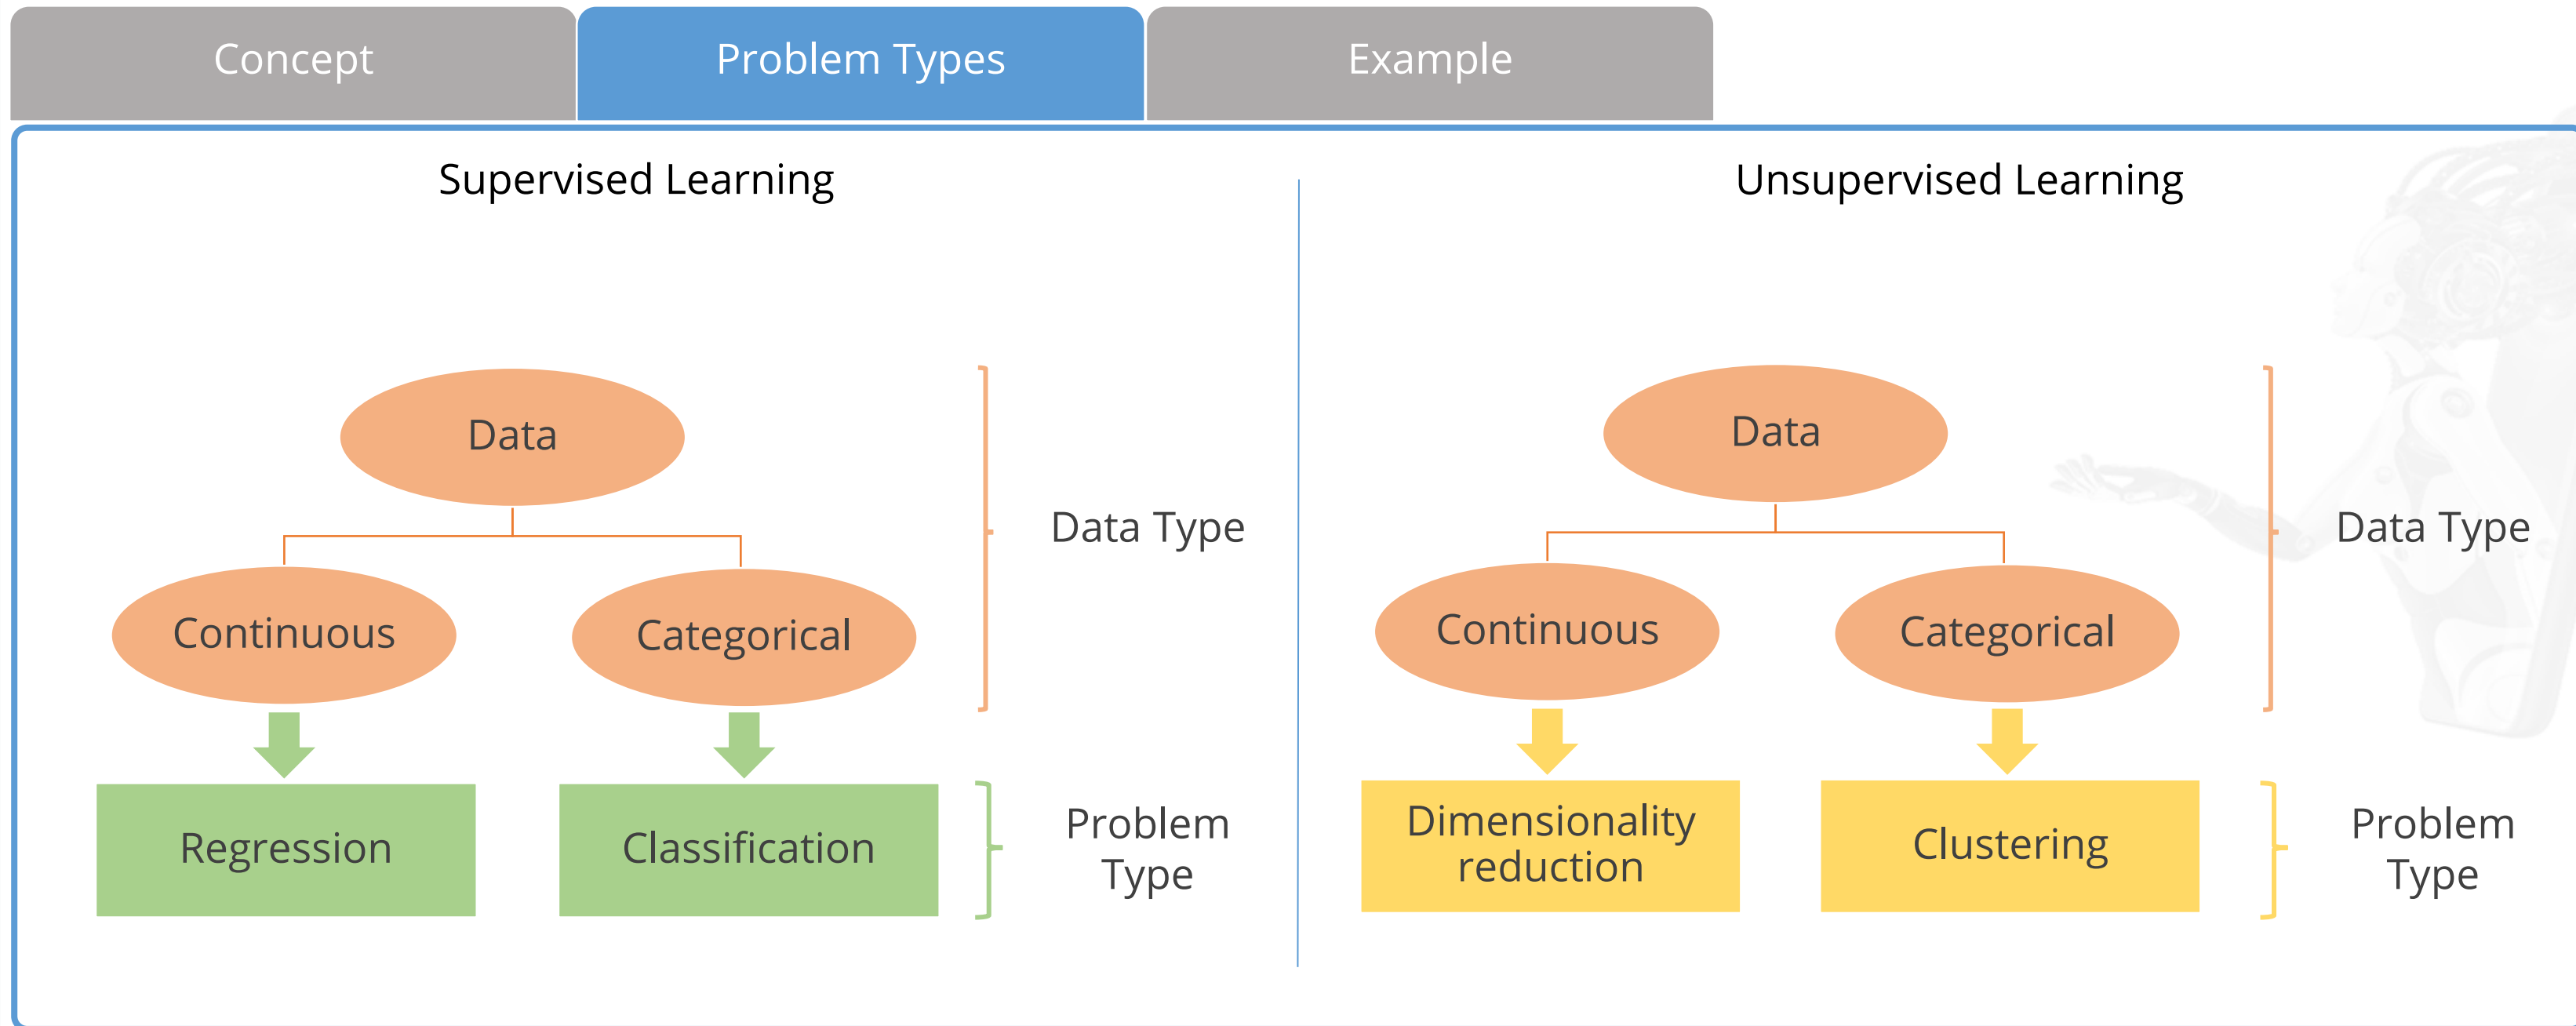 Concept
Problem Types
Example
Supervised Learning
Data
Continuous
Categorical
Data Type
Regression
Classification
Problem
Type
Unsupervised Learning
Data
Continuous
Categorical
Data Type
Dimensionality
reduction
Clustering
Problem
Type